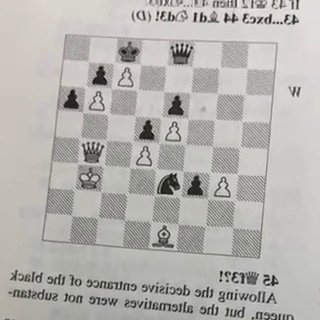 If 43 ♔f2 then 43...
43...bxc3 44 ♗d1 ♘d3! (D)
W
45 ♕f3?!
Allowing the decisive entrance of the black
queen, but the alternatives were not substan-